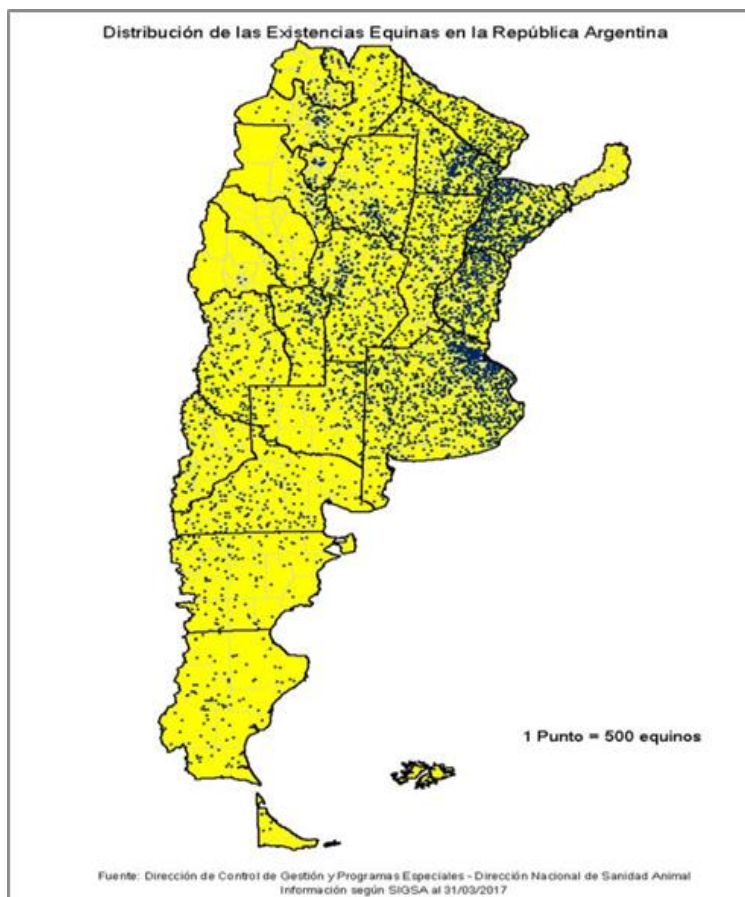 Distribución de las Existencias Equinas en la República Argentina
1 Punto = 500 equinos
Fuente: Dirección de Control de Gestión y Programas Especiales - Dirección Nacional de Sanidad Animal
Información según SIGSA al 31/03/2017